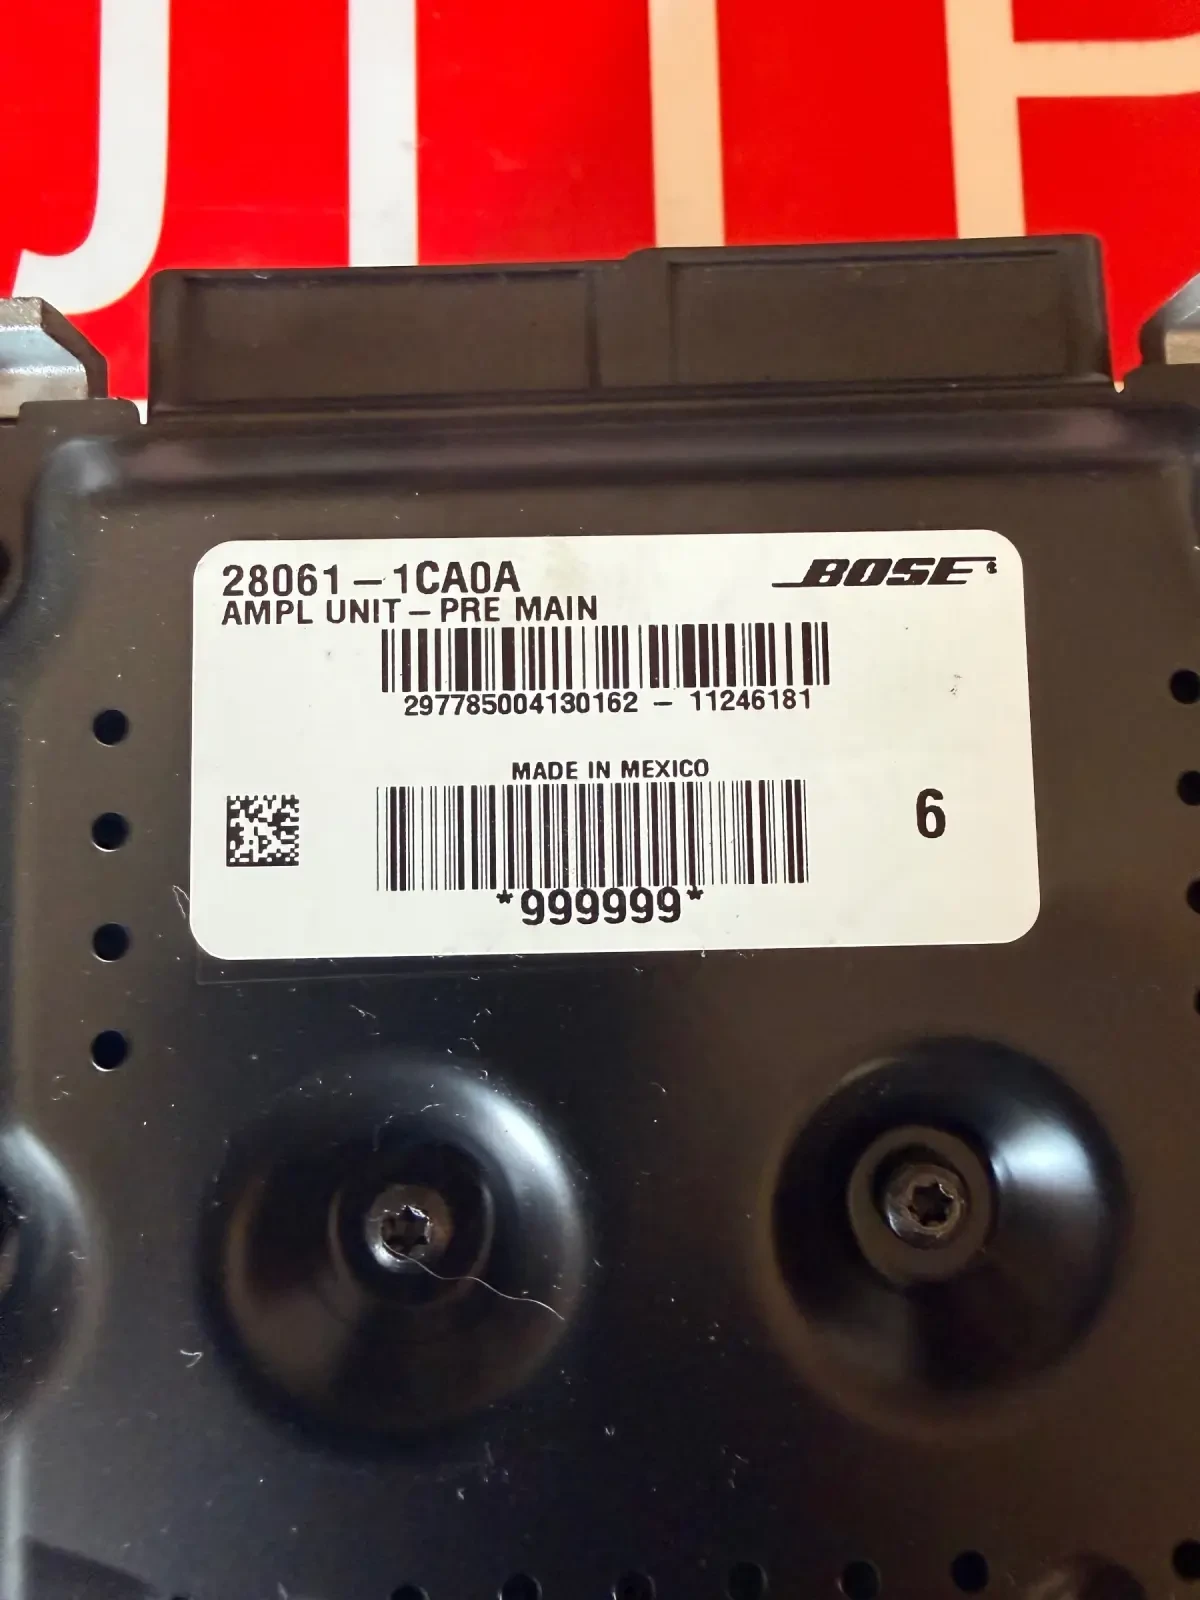 28061-1CA0A
BOSE
AMPL UNIT-PRE MAIN
297785004130162 - 11246181
MADE IN MEXICO
6
*999999*